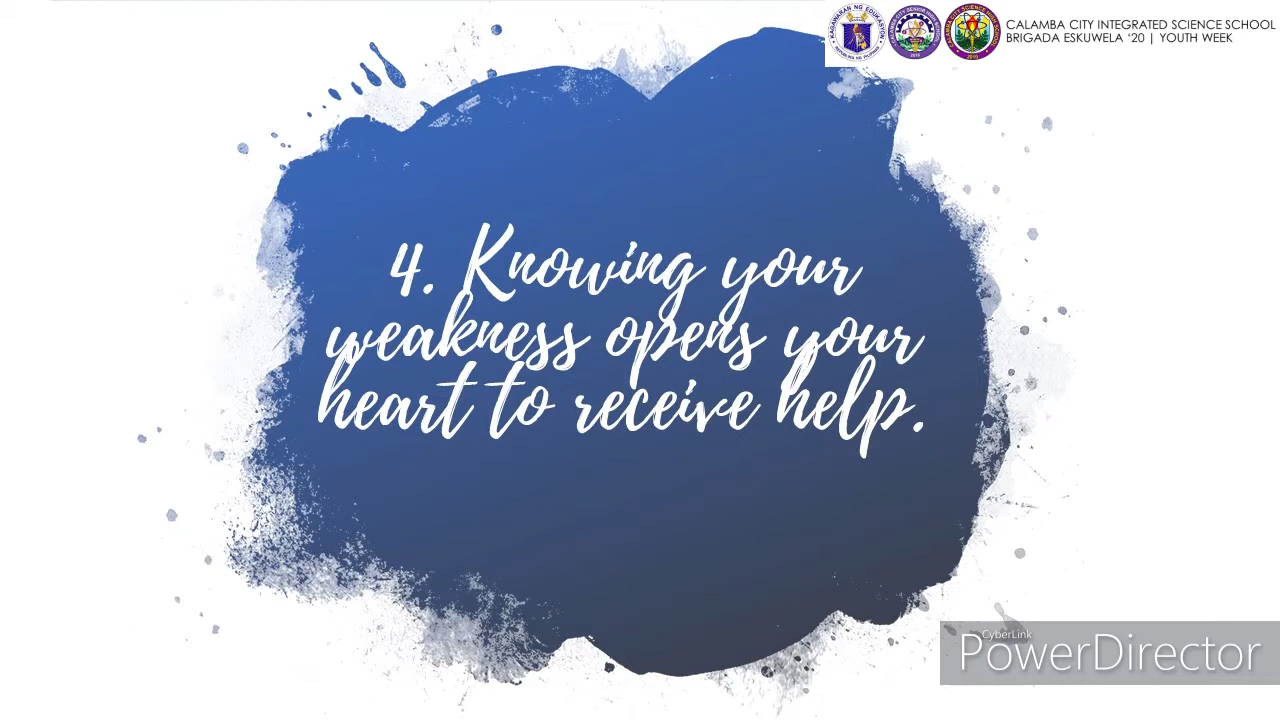 CALAMBA CITY INTEGRATED SCIENCE SCHOOL
BRIGADA ESKUWELA ‘20 | YOUTH WEEK
4. Knowing your
weakness opens your
heart to receive help.
CyberLink
PowerDirector